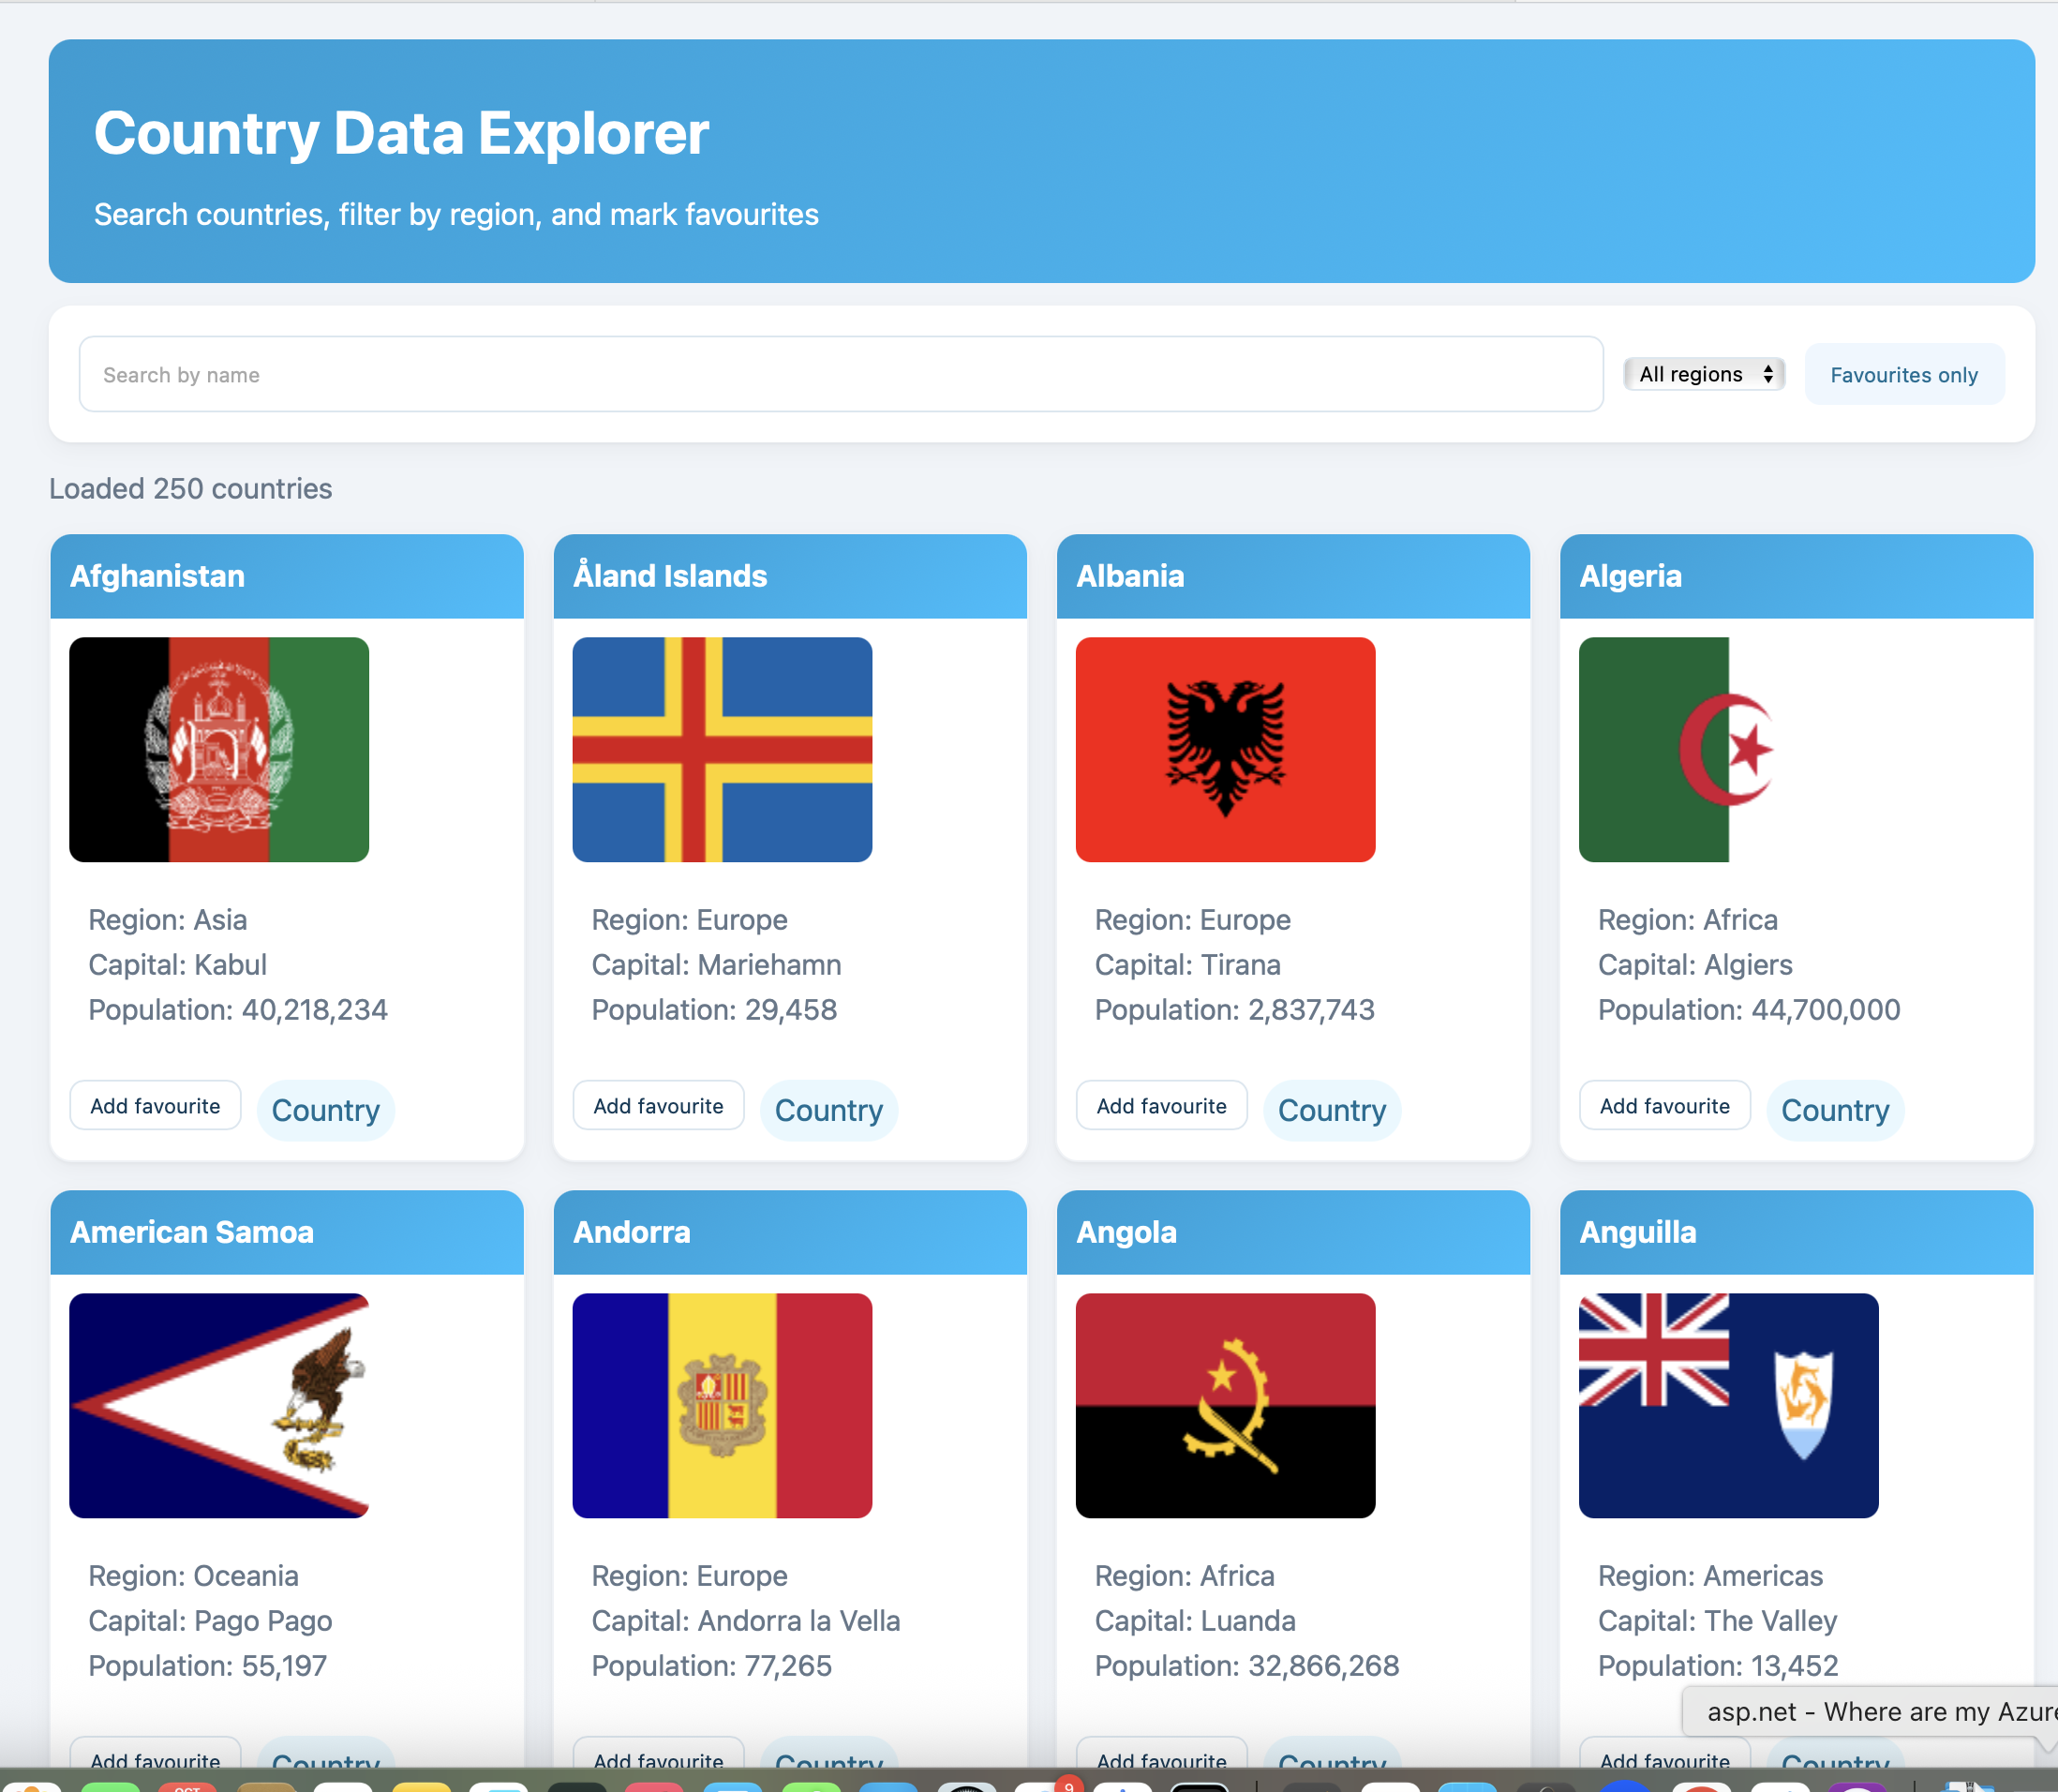 Country Data Explorer
Search countries, filter by region, and mark favourites
Search by name All regions Favourites only
Loaded 250 countries
Afghanistan Åland Islands Albania Algeria
Region: Asia Region: Europe Region: Europe Region: Africa
Capital: Kabul Capital: Mariehamn Capital: Tirana Capital: Algiers
Population: 40,218,234 Population: 29,458 Population: 2,837,743 Population: 44,700,000
Add favourite Country Add favourite Country Add favourite Country Add favourite Country
American Samoa Andorra Angola Anguilla
Region: Oceania Region: Europe Region: Africa Region: Americas
Capital: Pago Pago Capital: Andorra la Vella Capital: Luanda Capital: The Valley
Population: 55,197 Population: 77,265 Population: 32,866,268 Population: 13,452
asp.net - Where are my Azure
Add favourite Country Add favourite Country Add favourite Country Add favourite Country
OCT 9